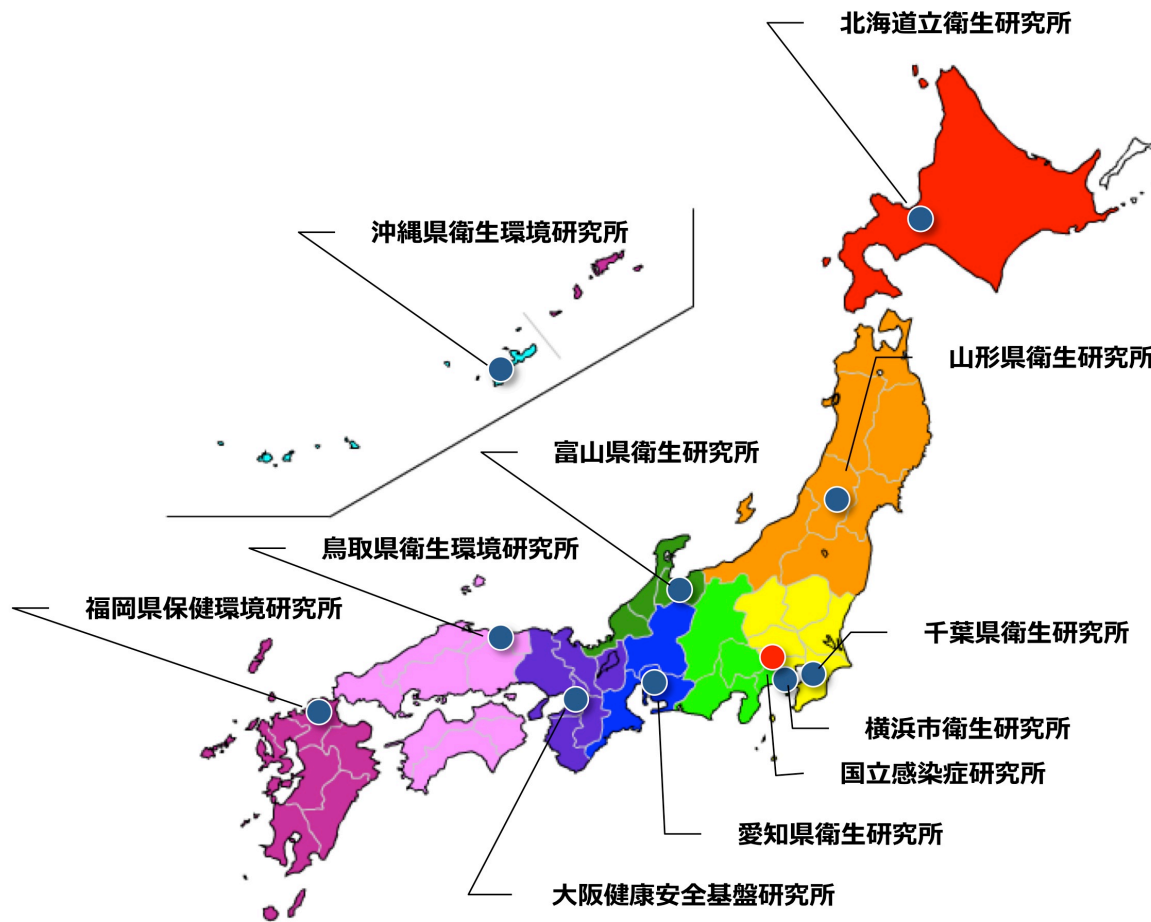 北海道立衛生研究所
沖縄県衛生環境研究所
山形県衛生研究所
富山県衛生研究所
鳥取県衛生環境研究所
福岡県保健環境研究所
千葉県衛生研究所
横浜市衛生研究所
国立感染症研究所
愛知県衛生研究所
大阪健康安全基盤研究所